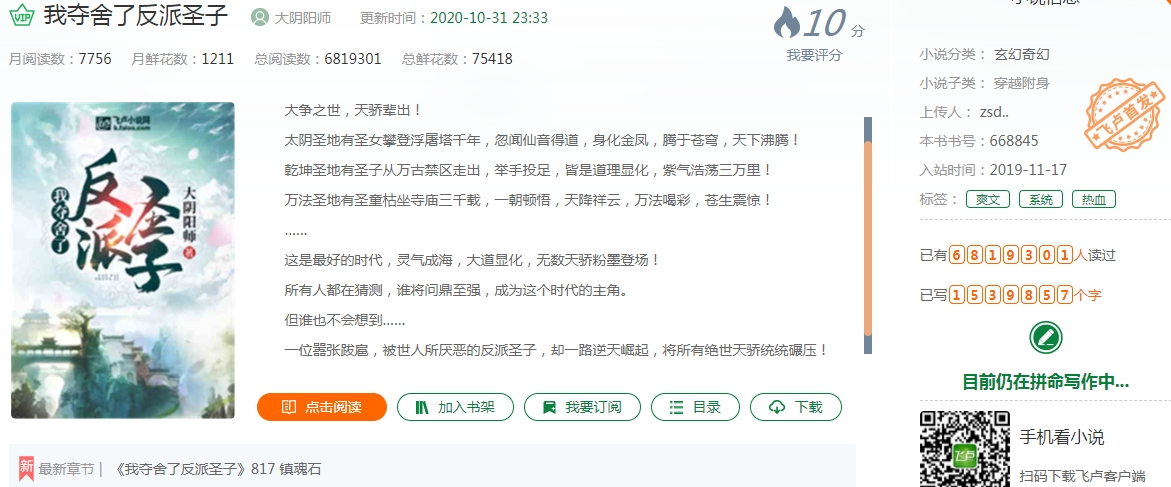 VIP 我夺舍了反派圣子 大阴阳师 更新时间：2020-10-31 23:33
10 分
我要评分
月阅读数：7756 月鲜花数：1211 总阅读数：6819301 总鲜花数：75418
飞卢小说网
b.faloo.com
我夺舍了
反派圣子
大阴阳师 著
大争之世，天骄辈出！
太阴圣地有圣女攀登浮屠塔千年，忽闻仙音得道，身化金凤，腾于苍穹，天下沸腾！
乾坤圣地有圣子从万古禁区走出，举手投足，皆是道理显化，紫气浩荡三万里！
万法圣地有圣童枯坐寺庙三千载，一朝顿悟，天降祥云，万法喝彩，苍生震惊！
……
这是最好的时代，灵气成海，大道显化，无数天骄粉墨登场！
所有人都在猜测，谁将问鼎至强，成为这个时代的主角。
但谁也不会想到……
一位嚣张跋扈，被世人所厌恶的反派圣子，却一路逆天崛起，将所有绝世天骄统统碾压！
点击阅读 加入书架 我要订阅 目录 下载
新 最新章节 | 《我夺舍了反派圣子》817 镇魂石
小说信息
小说分类： 玄幻奇幻
小说子类： 穿越附身
上传人： zsd..
本书书号：668845
入站时间：2019-11-17
标签： 爽文 系统 热血
飞卢首发
已有6819301人读过
已写1539857个字
目前仍在拼命写作中...
飞卢
手机看小说
扫码下载飞卢客户端